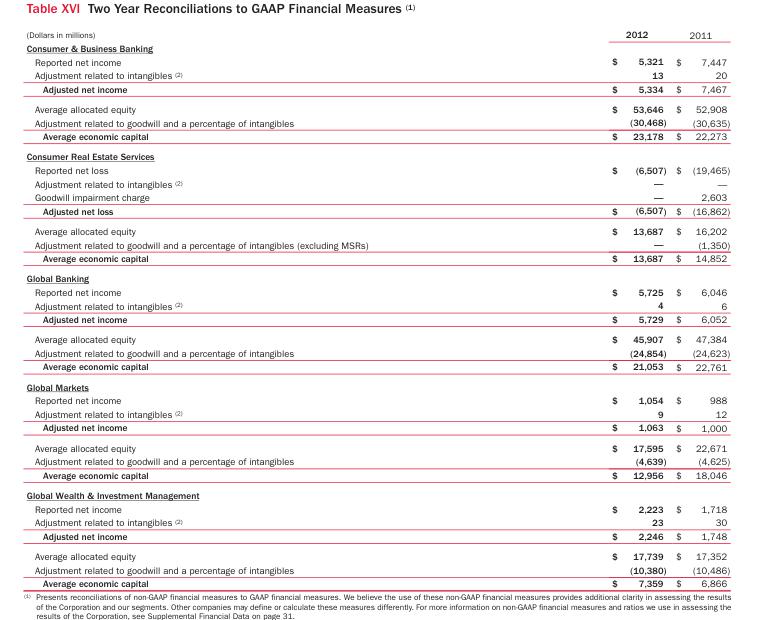 Table XVI Two Year Reconciliations to GAAP Financial Measures (1)
(Dollars in millions) 2012 2011
Consumer & Business Banking
Reported net income $ 5,321 $ 7,447
Adjustment related to intangibles (2) 13 20
Adjusted net income $ 5,334 $ 7,467
Average allocated equity $ 53,646 $ 52,908
Adjustment related to goodwill and a percentage of intangibles (30,468) (30,635)
Average economic capital $ 23,178 $ 22,273
Consumer Real Estate Services
Reported net loss $ (6,507) $ (19,465)
Adjustment related to intangibles (2) — —
Goodwill impairment charge — 2,603
Adjusted net loss $ (6,507) $ (16,862)
Average allocated equity $ 13,687 $ 16,202
Adjustment related to goodwill and a percentage of intangibles (excluding MSRs) — (1,350)
Average economic capital $ 13,687 $ 14,852
Global Banking
Reported net income $ 5,725 $ 6,046
Adjustment related to intangibles (2) 4 6
Adjusted net income $ 5,729 $ 6,052
Average allocated equity $ 45,907 $ 47,384
Adjustment related to goodwill and a percentage of intangibles (24,854) (24,623)
Average economic capital $ 21,053 $ 22,761
Global Markets
Reported net income $ 1,054 $ 988
Adjustment related to intangibles (2) 9 12
Adjusted net income $ 1,063 $ 1,000
Average allocated equity $ 17,595 $ 22,671
Adjustment related to goodwill and a percentage of intangibles (4,639) (4,625)
Average economic capital $ 12,956 $ 18,046
Global Wealth & Investment Management
Reported net income $ 2,223 $ 1,718
Adjustment related to intangibles (2) 23 30
Adjusted net income $ 2,246 $ 1,748
Average allocated equity $ 17,739 $ 17,352
Adjustment related to goodwill and a percentage of intangibles (10,380) (10,486)
Average economic capital $ 7,359 $ 6,866
(1) Presents reconciliations of non-GAAP financial measures to GAAP financial measures. We believe the use of these non-GAAP financial measures provides additional clarity in assessing the results
of the Corporation and our segments. Other companies may define or calculate these measures differently. For more information on non-GAAP financial measures and ratios we use in assessing the
results of the Corporation, see Supplemental Financial Data on page 31.